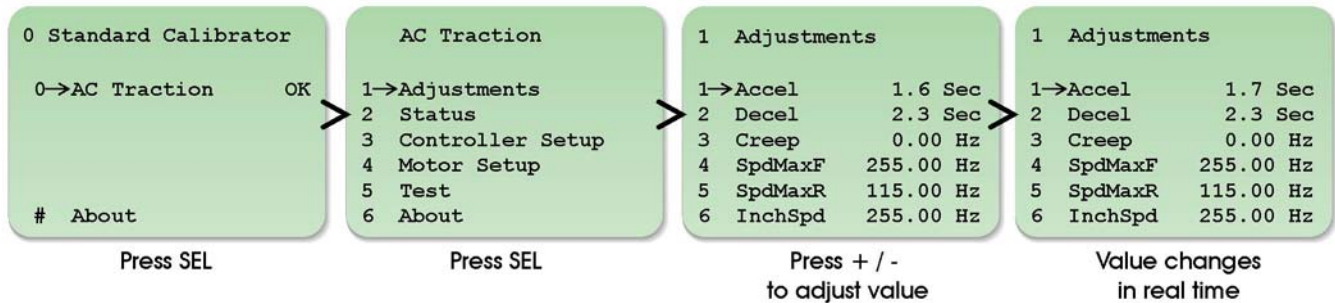 0 Standard Calibrator
0→AC Traction OK
# About
Press SEL
>
AC Traction
1→Adjustments
2 Status
3 Controller Setup
4 Motor Setup
5 Test
6 About
Press SEL
>
1 Adjustments
1→Accel 1.6 Sec
2 Decel 2.3 Sec
3 Creep 0.00 Hz
4 SpdMaxF 255.00 Hz
5 SpdMaxR 115.00 Hz
6 InchSpd 255.00 Hz
Press + / -
to adjust value
>
1 Adjustments
1→Accel 1.7 Sec
2 Decel 2.3 Sec
3 Creep 0.00 Hz
4 SpdMaxF 255.00 Hz
5 SpdMaxR 115.00 Hz
6 InchSpd 255.00 Hz
Value changes
in real time